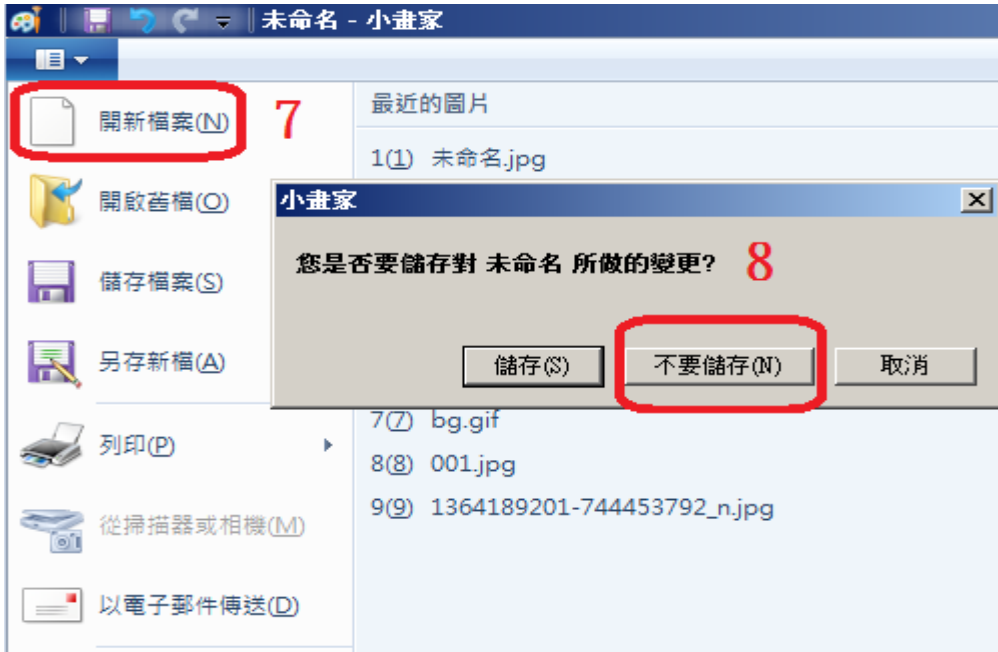 未命名 - 小畫家
開新檔案(N)
7
最近的圖片
1(1) 未命名.jpg
開啟舊檔(O)
小畫家
您是否要儲存對 未命名 所做的變更?
8
儲存檔案(S)
儲存(S)
不要儲存(N)
取消
另存新檔(A)
7(7) bg.gif
列印(P)
8(8) 001.jpg
9(9) 1364189201-744453792_n.jpg
從掃描器或相機(M)
以電子郵件傳送(D)